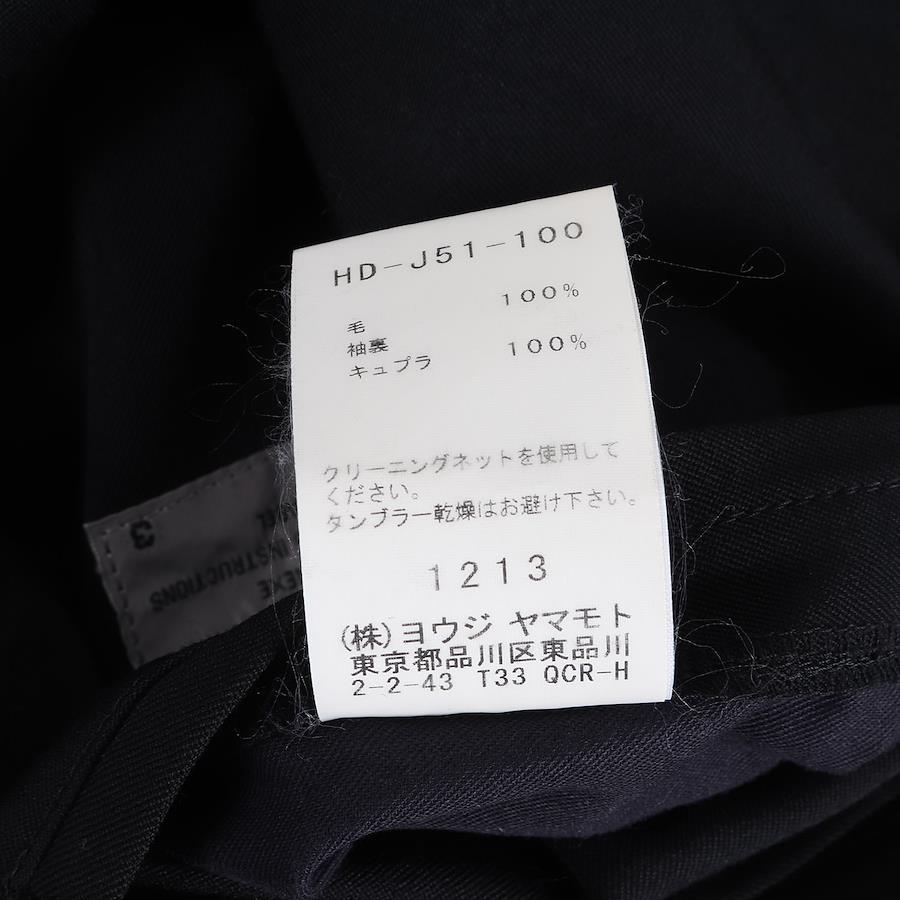 HD-J51-100
100%
毛
袖裏
キュプラ 100%
クリーニングネットを使用して
ください。
タンブラー乾燥はお避け下さい。
1213
(株)ヨウジ ヤマモト
東京都品川区東品川
2-2-43 T33 QCR-H
3
INSTRUCTIONS